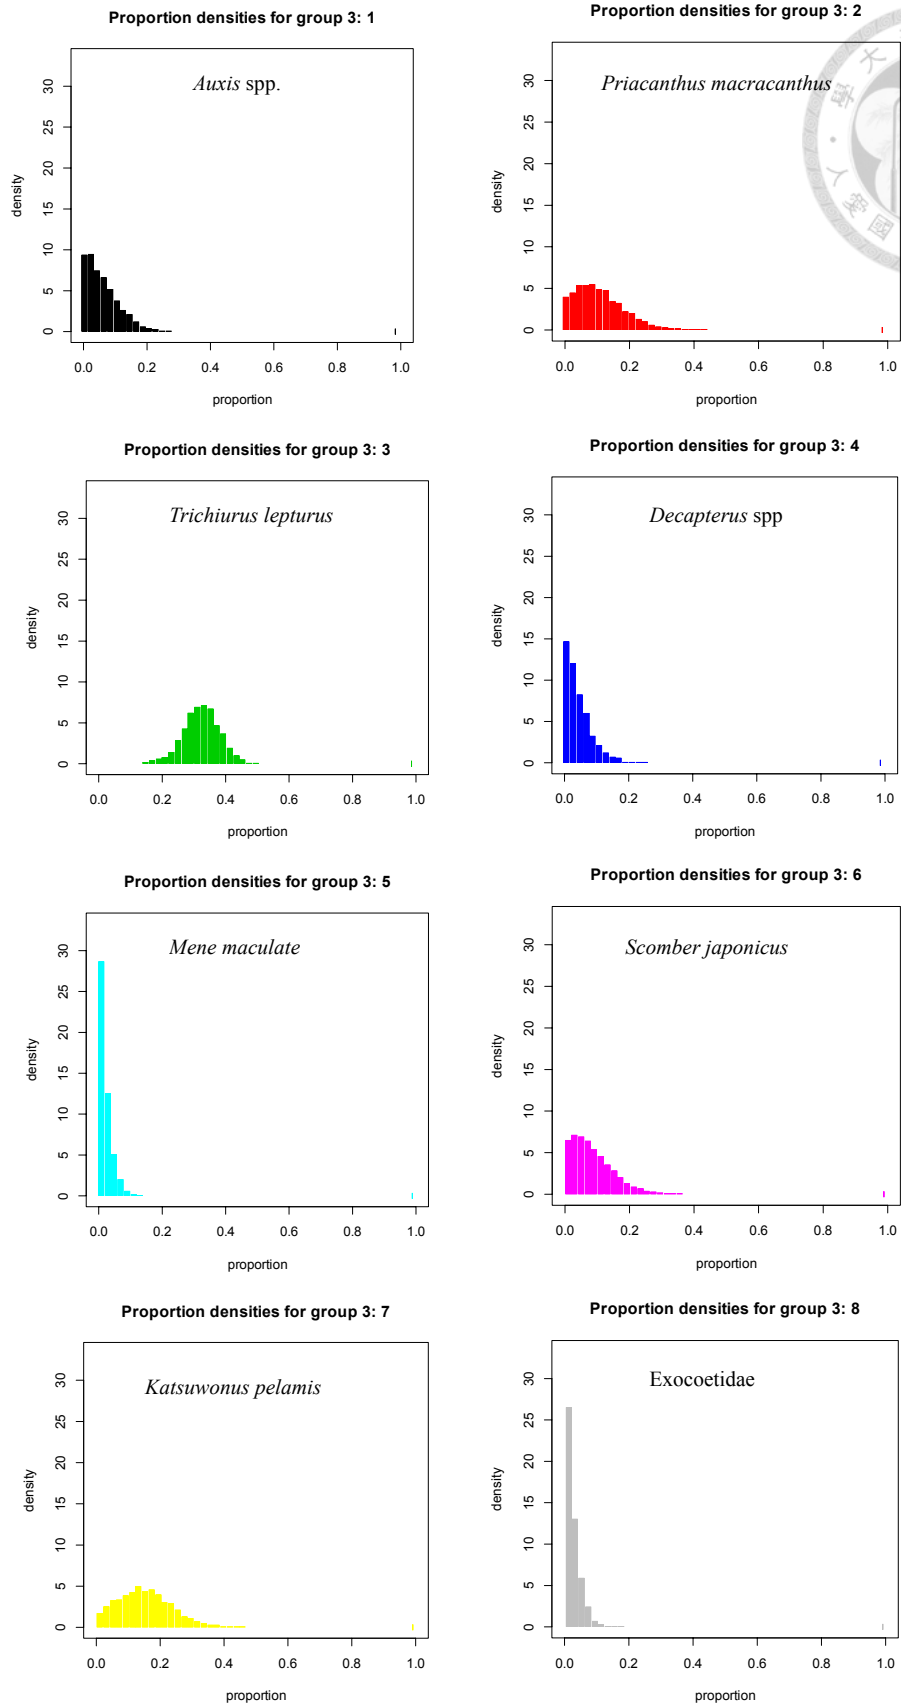 Proportion densities for group 3: 1
Auxis spp.
density
0 5 10 15 20 25 30
0.0 0.2 0.4 0.6 0.8 1.0
proportion
Proportion densities for group 3: 2
Priacanthus macracanthus
density
0 5 10 15 20 25 30
0.0 0.2 0.4 0.6 0.8 1.0
proportion
大 學
人 愛 國
Proportion densities for group 3: 3
Trichiurus lepturus
density
0 5 10 15 20 25 30
0.0 0.2 0.4 0.6 0.8 1.0
proportion
Proportion densities for group 3: 4
Decapterus spp
density
0 5 10 15 20 25 30
0.0 0.2 0.4 0.6 0.8 1.0
proportion
Proportion densities for group 3: 5
Mene maculate
density
0 5 10 15 20 25 30
0.0 0.2 0.4 0.6 0.8 1.0
proportion
Proportion densities for group 3: 6
Scomber japonicus
density
0 5 10 15 20 25 30
0.0 0.2 0.4 0.6 0.8 1.0
proportion
Proportion densities for group 3: 7
Katsuwonus pelamis
density
0 5 10 15 20 25 30
0.0 0.2 0.4 0.6 0.8 1.0
proportion
Proportion densities for group 3: 8
Exocoetidae
density
0 5 10 15 20 25 30
0.0 0.2 0.4 0.6 0.8 1.0
proportion